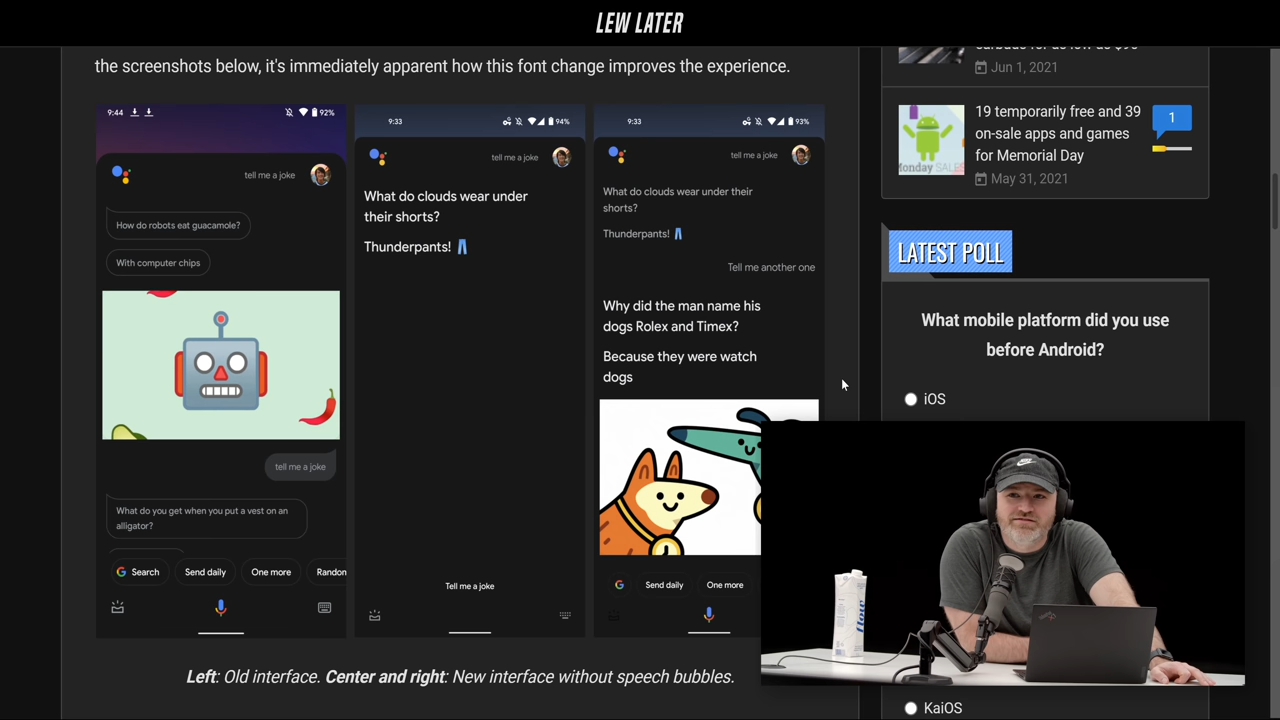 LEW LATER
the screenshots below, it's immediately apparent how this font change improves the experience.
9:44
92%
tell me a joke
How do robots eat guacamole?
With computer chips
tell me a joke
What do you get when you put a vest on an
alligator?
Search
Send daily
One more
Randon
9:33
94%
tell me a joke
What do clouds wear under
their shorts?
Thunderpants!
Tell me a joke
9:33
93%
tell me a joke
What do clouds wear under their
shorts?
Thunderpants!
Tell me another one
Why did the man name his
dogs Rolex and Timex?
Because they were watch
dogs
G
Send daily
One more
Left: Old interface. Center and right: New interface without speech bubbles.
Jun 1, 2021
19 temporarily free and 39
on-sale apps and games
for Memorial Day
1
May 31, 2021
LATEST POLL
What mobile platform did you use
before Android?
iOS
KaiOS
flow